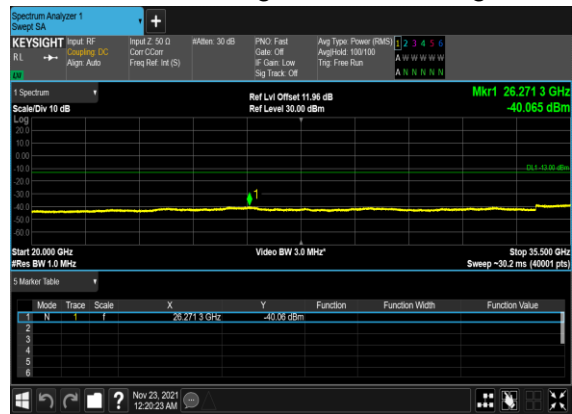 Spectrum Analyzer 1
Swept SA
+
KEYSIGHT Input: RF Input Z: 50 Ω #Atten: 30 dB PNO: Fast Avg Type: Power (RMS) 1 2 3 4 5 6
RL Coupling: DC Corr CCorr Gate: Off Avg|Hold: 100/100 A W W W W W
Align: Auto Freq Ref: Int (S) IF Gain: Low Trig: Free Run
Sig Track: Off A N N N N N
1 Spectrum Ref Lvl Offset 11.96 dB Mkr1 26.271 3 GHz
Scale/Div 10 dB Ref Level 30.00 dBm -40.065 dBm
Log
20.0
10.0
0.00
-10.0 DL1 -13.00 dBm
-20.0
-30.0 1
-40.0
-50.0
-60.0
Start 20.000 GHz Video BW 3.0 MHz* Stop 35.500 GHz
#Res BW 1.0 MHz Sweep ~30.2 ms (40001 pts)
5 Marker Table
Mode Trace Scale X Y Function Function Width Function Value
1 N 1 f 26.271 3 GHz -40.06 dBm
2
3
4
5
6
? Nov 23, 2021
12:20:23 AM